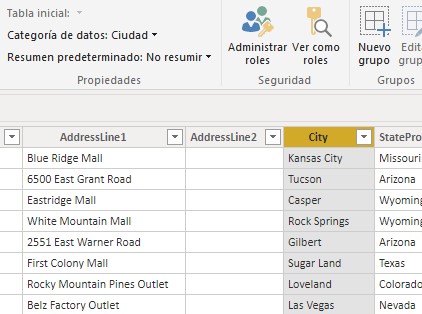 Tabla inicial:
Categoría de datos: Ciudad
Resumen predeterminado: No resumir
Propiedades
Administrar roles
Ver como roles
Seguridad
Nuevo grupo
Edit grupo
Grupos
AddressLine1 AddressLine2 City StatePro
Blue Ridge Mall Kansas City Missouri
6500 East Grant Road Tucson Arizona
Eastridge Mall Casper Wyoming
White Mountain Mall Rock Springs Wyoming
2551 East Warner Road Gilbert Arizona
First Colony Mall Sugar Land Texas
Rocky Mountain Pines Outlet Loveland Colorado
Belz Factory Outlet Las Vegas Nevada